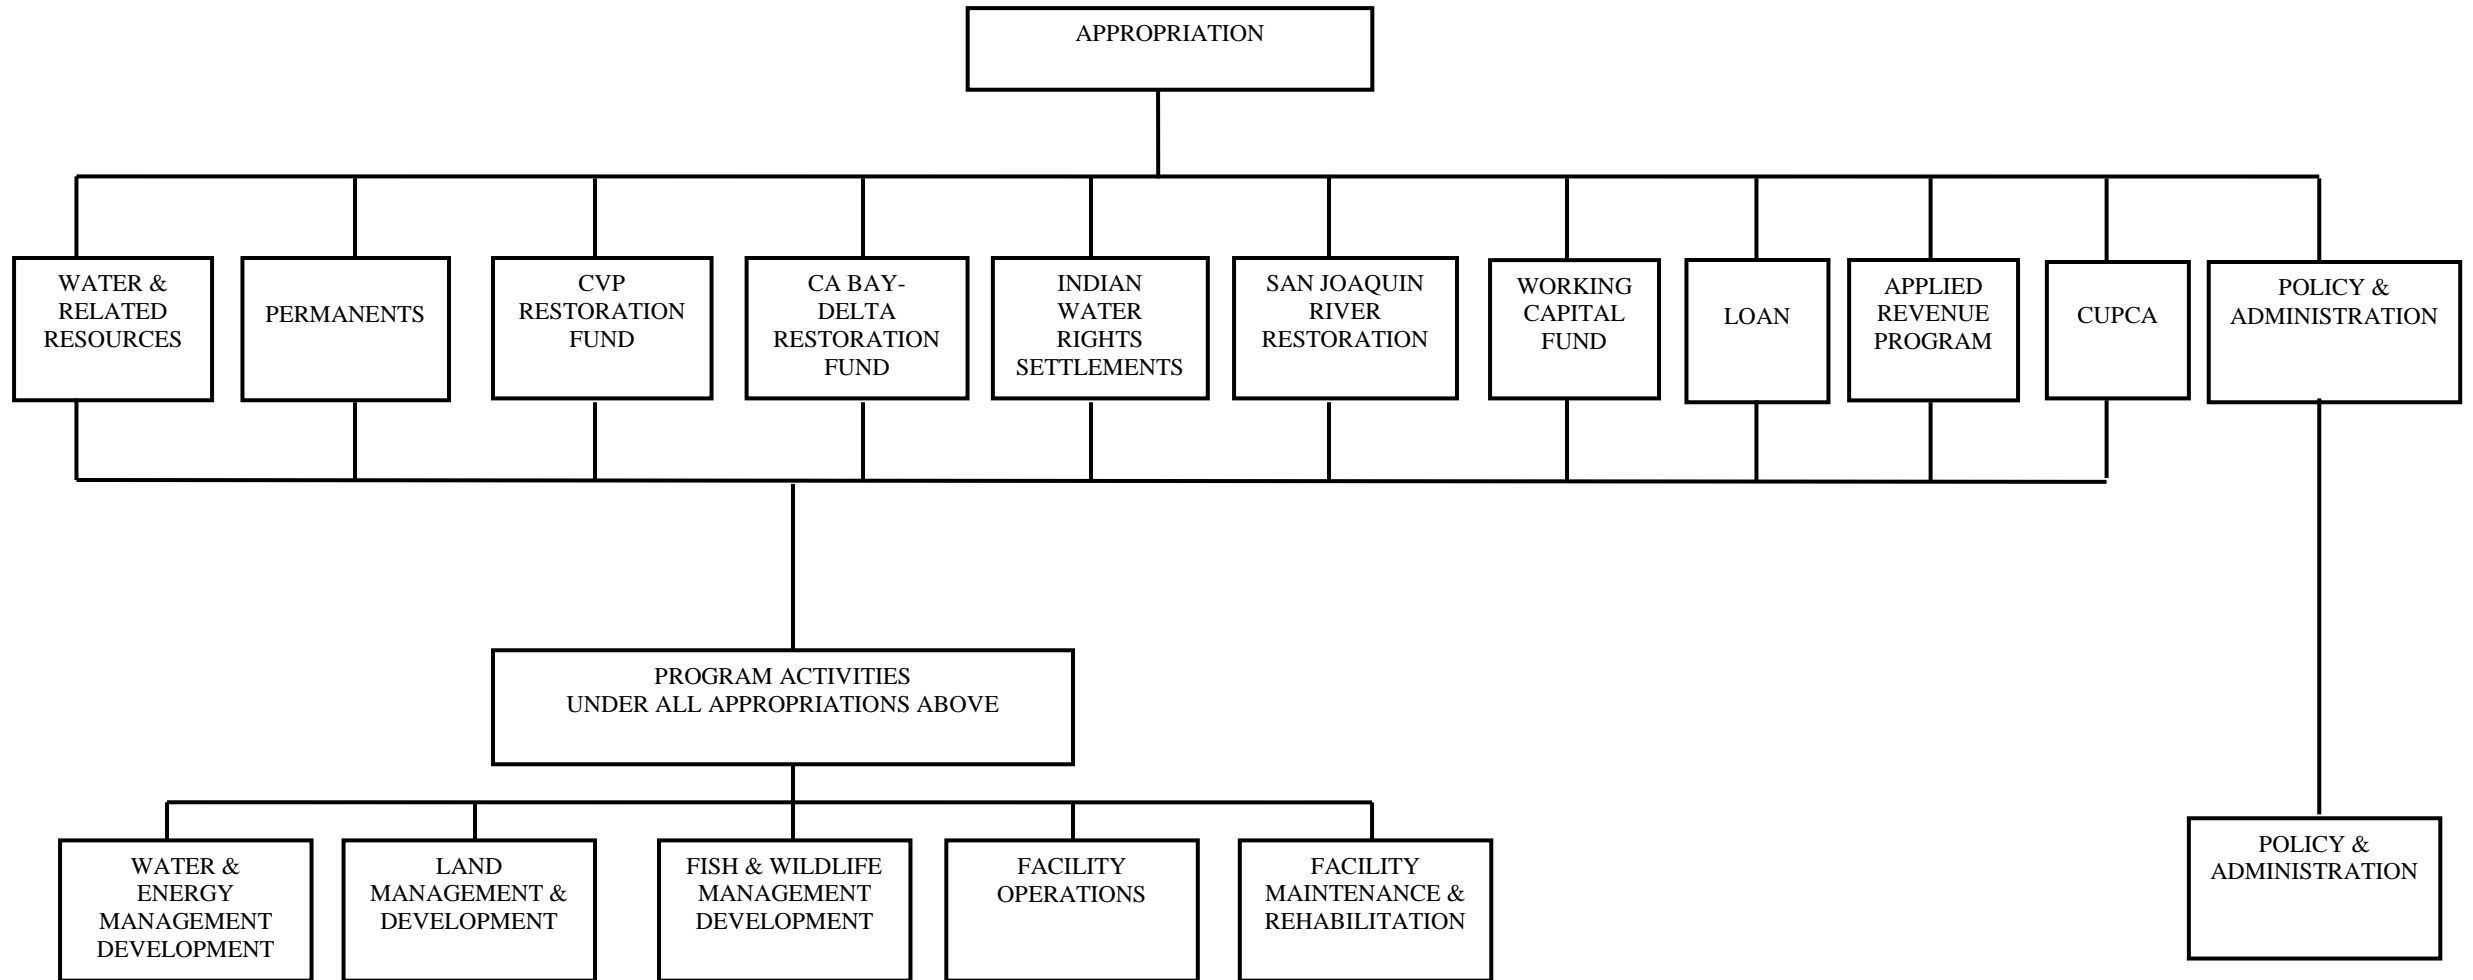 APPROPRIATION
WATER &
RELATED
RESOURCES
PERMANENTS
CVP
RESTORATION
FUND
CA BAY-
DELTA
RESTORATION
FUND
INDIAN
WATER
RIGHTS
SETTLEMENTS
SAN JOAQUIN
RIVER
RESTORATION
WORKING
CAPITAL
FUND
LOAN
APPLIED
REVENUE
PROGRAM
CUPCA
POLICY &
ADMINISTRATION
PROGRAM ACTIVITIES
UNDER ALL APPROPRIATIONS ABOVE
WATER &
ENERGY
MANAGEMENT
DEVELOPMENT
LAND
MANAGEMENT &
DEVELOPMENT
FISH & WILDLIFE
MANAGEMENT
DEVELOPMENT
FACILITY
OPERATIONS
FACILITY
MAINTENANCE &
REHABILITATION
POLICY &
ADMINISTRATION